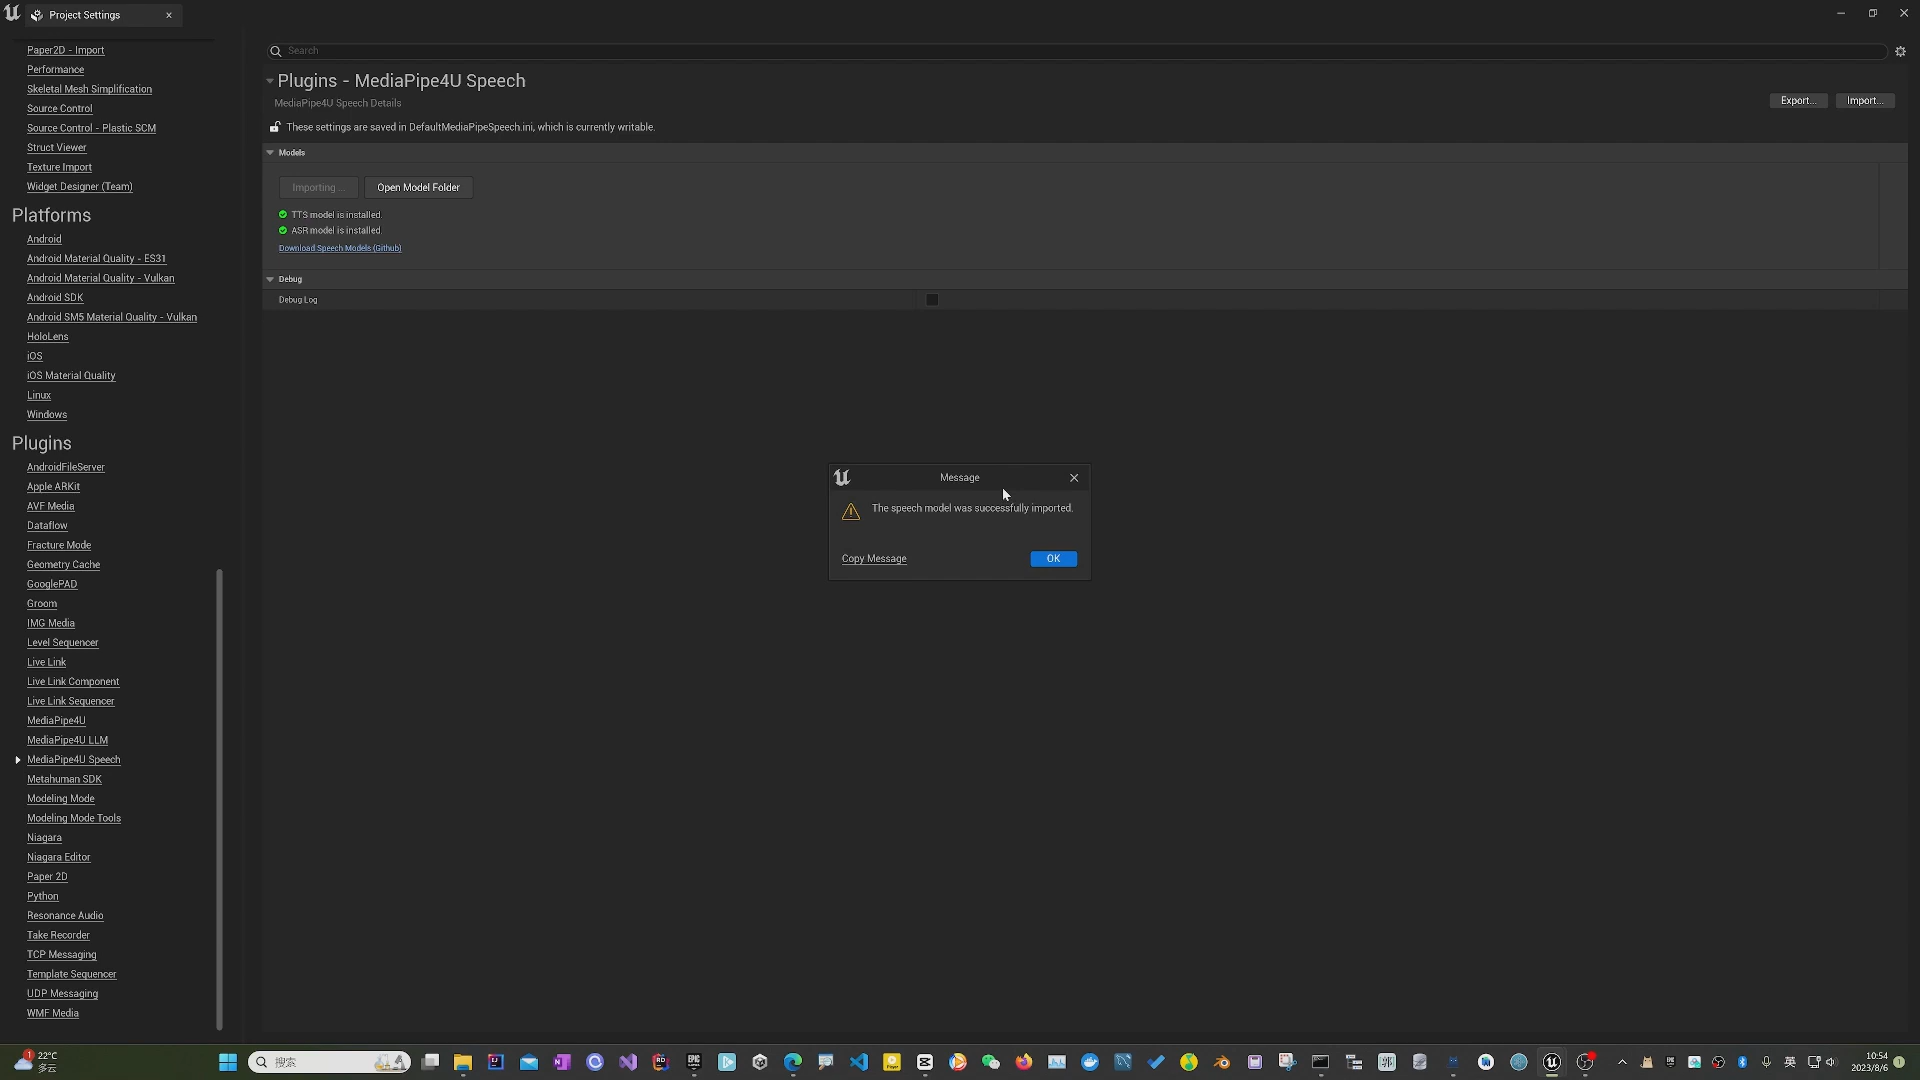 Project Settings
Paper2D - Import
Performance
Skeletal Mesh Simplification
Source Control
Source Control - Plastic SCM
Struct Viewer
Texture Import
Widget Designer (Team)
Platforms
Android
Android Material Quality - ES31
Android Material Quality - Vulkan
Android SDK
Android SM5 Material Quality - Vulkan
HoloLens
iOS
iOS Material Quality
Linux
Windows
Plugins
AndroidFileServer
Apple ARKit
AVF Media
Dataflow
Fracture Mode
Geometry Cache
GooglePAD
Groom
IMG Media
Level Sequencer
Live Link
Live Link Component
Live Link Sequencer
MediaPipe4U
MediaPipe4U LLM
MediaPipe4U Speech
Metahuman SDK
Modeling Mode
Modeling Mode Tools
Niagara
Niagara Editor
Paper 2D
Python
Resonance Audio
Take Recorder
TCP Messaging
Template Sequencer
UDP Messaging
WMF Media
Search
Plugins - MediaPipe4U Speech
MediaPipe4U Speech Details
Export...
Import...
These settings are saved in DefaultMediaPipeSpeech.ini, which is currently writable.
Models
Importing ...
Open Model Folder
TTS model is installed.
ASR model is installed.
Download Speech Models (Github)
Debug
Debug Log
Message
The speech model was successfully imported.
Copy Message
OK
1
22°C
多云
搜索
英
10:54
2023/8/6
1